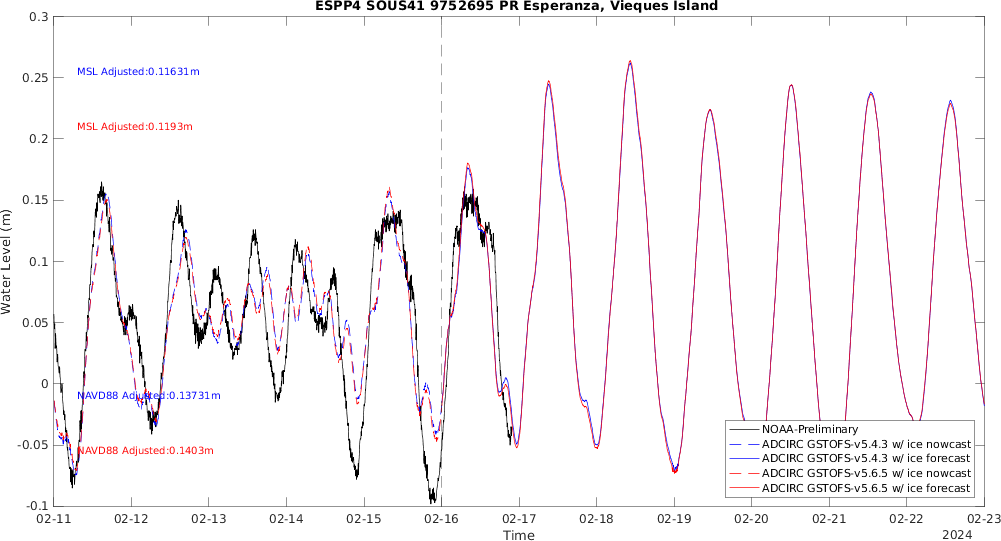 ESPP4 SOUS41 9752695 PR Esperanza, Vieques Island
0.3
0.25
0.2
0.15
0.1
0.05
0
-0.05
-0.1
Water Level (m)
MSL Adjusted:0.11631m
MSL Adjusted:0.1193m
NAVD88 Adjusted:0.13731m
NAVD88 Adjusted:0.1403m
NOAA-Preliminary
ADCIRC GSTOFS-v5.4.3 w/ ice nowcast
ADCIRC GSTOFS-v5.4.3 w/ ice forecast
ADCIRC GSTOFS-v5.6.5 w/ ice nowcast
ADCIRC GSTOFS-v5.6.5 w/ ice forecast
02-11 02-12 02-13 02-14 02-15 02-16 02-17 02-18 02-19 02-20 02-21 02-22 02-23
Time
2024